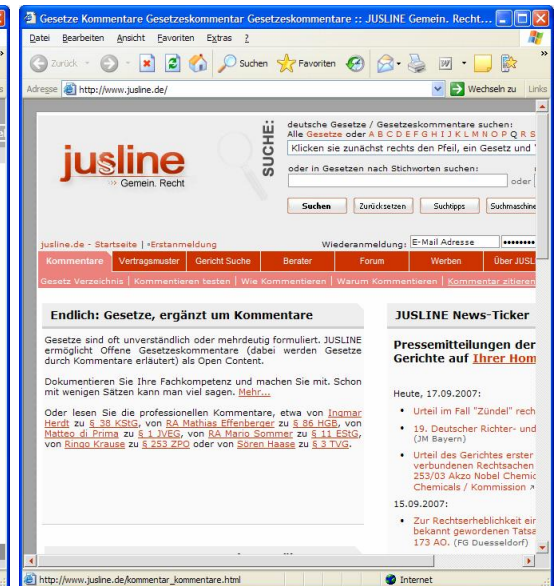 Gesetze Kommentare Gesetzeskommentar Gesetzeskommentare :: JUSLINE Gemein. Recht...
Datei Bearbeiten Ansicht Favoriten Extras ?
Zurück Suchen Favoriten
Adresse http://www.jusline.de/ Wechseln zu Links
jusline
Gemein. Recht
SUCHE:
deutsche Gesetze / Gesetzeskommentare suchen:
Alle Gesetze oder A B C D E F G H I J K L M N O P Q R S
Klicken sie zunächst rechts den Pfeil, ein Gesetz und
oder in Gesetzen nach Stichworten suchen:
oder
Suchen Zurücksetzen Suchtipps Suchmaschine
jusline.de - Startseite | Erstanmeldung Wiederanmeldung: E-Mail Adresse
Kommentare Vertragsmuster Gericht Suche Berater Forum Werben Über JUSL
Gesetz Verzeichnis | Kommentieren testen | Wie Kommentieren | Warum Kommentieren | Kommentar zitieren
Endlich: Gesetze, ergänzt um Kommentare
Gesetze sind oft unverständlich oder mehrdeutig formuliert. JUSLINE
ermöglicht Offene Gesetzeskommentare (dabei werden Gesetze
durch Kommentare erläutert) als Open Content.
Dokumentieren Sie Ihre Fachkompetenz und machen Sie mit. Schon
mit wenigen Sätzen kann man viel sagen. Mehr...
Oder lesen Sie die professionellen Kommentare, etwa von Ingmar
Herdt zu § 38 KStG, von RA Mathias Effenberger zu § 86 HGB, von
Matteo di Prima zu § 1 JVEG, von RA Mario Sommer zu § 11 EStG,
von Ringo Krause zu § 253 ZPO oder von Sören Haase zu § 3 TVG.
JUSLINE News-Ticker
Pressemitteilungen der
Gerichte auf Ihrer Hom
Heute, 17.09.2007:
Urteil im Fall "Zündel" rech
19. Deutscher Richter- und
(JM Bayern)
Urteil des Gerichtes erster
verbundenen Rechtsachen
253/03 Akzo Nobel Chemic
Chemicals / Kommission
15.09.2007:
Zur Rechtserheblichkeit ein
bekannt gewordenen Tatsa
173 AO. (FG Duesseldorf)
http://www.jusline.de/kommentar_kommentare.html Internet